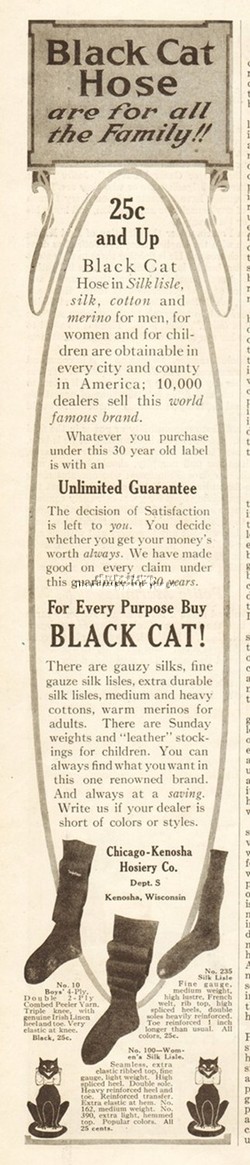 Black Cat
Hose
are for all
the Family!!
25c
and Up
Black Cat
Hose in Silk lisle,
silk, cotton and
merino for men, for
women and for chil-
dren are obtainable in
every city and county
in America; 10,000
dealers sell this world
famous brand.
Whatever you purchase
under this 30 year old label
is with an
Unlimited Guarantee
The decision of Satisfaction
is left to you. You decide
whether you get your money's
worth always. We have made
good on every claim under
this guarantee 30 years.
For Every Purpose Buy
BLACK CAT!
There are gauzy silks, fine
gauze silk lisles, extra durable
silk lisles, medium and heavy
cottons, warm merinos for
adults. There are Sunday
weights and "leather" stock-
ings for children. You can
always find what you want in
this one renowned brand.
And always at a saving.
Write us if your dealer is
short of colors or styles.
Chicago-Kenosha
Hosiery Co.
Dept. S
Kenosha, Wisconsin
No. 10
Boys' 4-Ply,
Double 2-Ply
Combed Peeler Yarn.
Triple knee, with
genuine Irish Linen
heel and toe. Very
elastic at knee.
Black, 25c.
No. 235
Silk Lisle
Fine gauge,
medium weight,
high lustre, French
welt, rib top, high
spliced heels, double
soles heavily reinforced.
Toe reinforced 1 inch
longer than usual. All
colors, 25c.
No. 100—Wom-
en's Silk Lisle.
Seamless, extra
elastic ribbed top, fine
gauge, light weight. High
spliced heel. Double sole.
Heavy reinforced heel and
toe. Reinforced transfer.
Extra elastic at hem. No.
162, medium weight. No.
390, extra light, hemmed
top. Popular colors. All
25 cents.